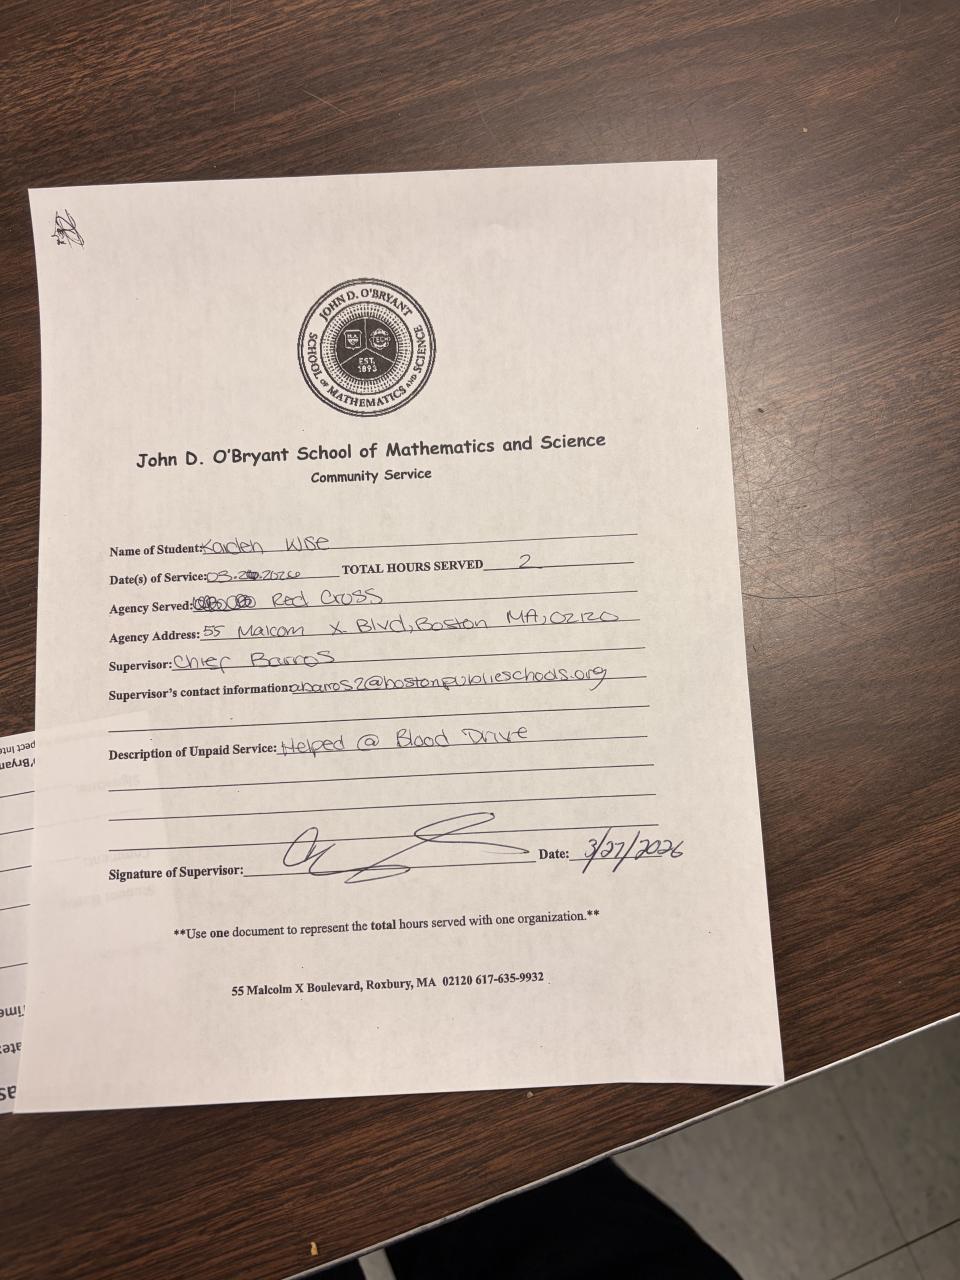 JOHN D. O'BRYANT
SCHOOL OF MATHEMATICS AND SCIENCE
TECH
EST.
1893
John D. O'Bryant School of Mathematics and Science
Community Service
Name of Student: Kaiden Wise
Date(s) of Service: 03. .2026 TOTAL HOURS SERVED 2
Agency Served: Red Cross
Agency Address: 55 Malcom X Blvd, Boston MA, 02120
Supervisor: Chief Barros
Supervisor's contact information: abarros2@bostonpublicschools.org
Description of Unpaid Service: Helped @ Blood Drive
Signature of Supervisor: Date: 3/27/2026
**Use one document to represent the total hours served with one organization.**
55 Malcolm X Boulevard, Roxbury, MA 02120 617-635-9932